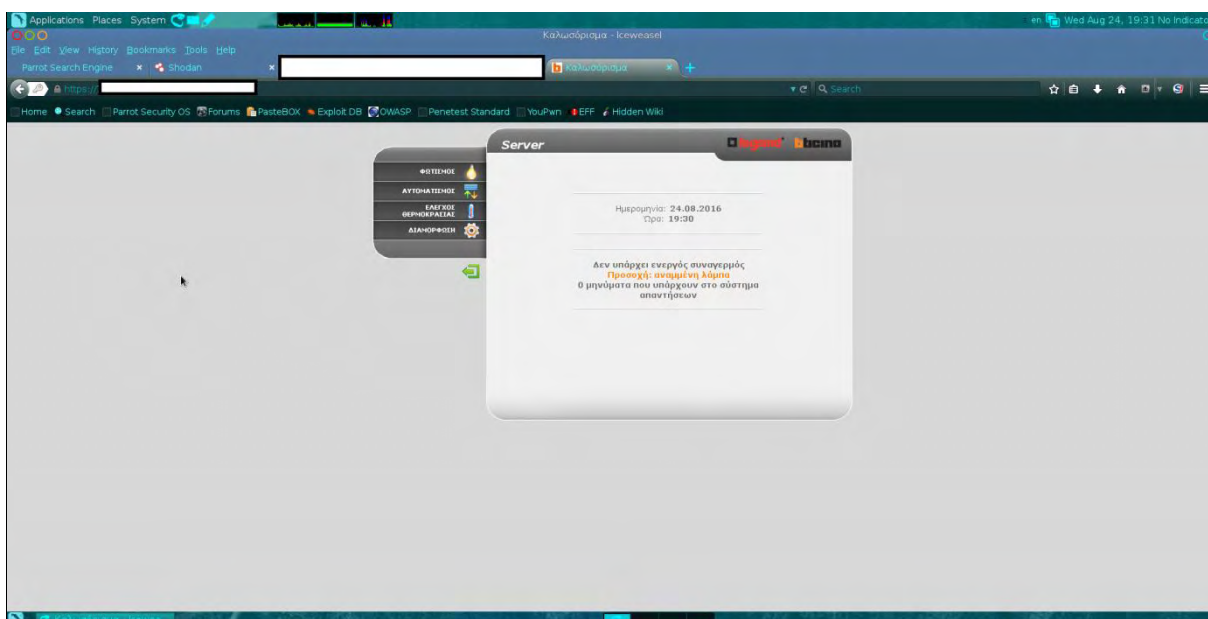 Applications Places System
en Wed Aug 24, 19:31 No Indicato
Καλωσόρισμα - Iceweasel
File Edit View History Bookmarks Tools Help
Parrot Search Engine × Shodan × Καλωσόρισμα × +
https://
Search
Home Search Parrot Security OS Forums PasteBOX Exploit DB OWASP Penetest Standard YouPwn EFF Hidden Wiki
Server
legrand bticino
ΦΩΤΙΣΜΟΣ
ΑΥΤΟΜΑΤΙΣΜΟΣ
ΕΛΕΓΧΟΣ
ΘΕΡΜΟΚΡΑΣΙΑΣ
ΔΙΑΜΟΡΦΩΣΗ
Ημερομηνία: 24.08.2016
Ώρα: 19:30
Δεν υπάρχει ενεργός συναγερμός
Προσοχή: αναμμένη λάμπα
0 μηνύματα που υπάρχουν στο σύστημα
απαντήσεων